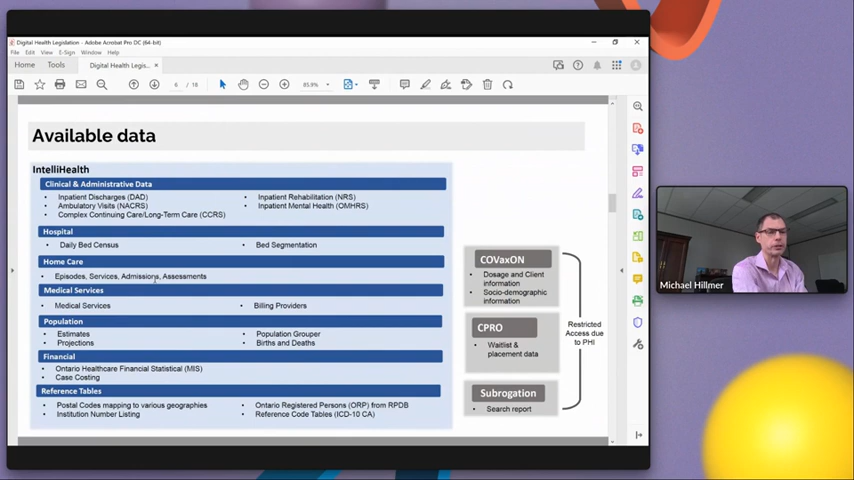 Digital Health Legislation - Adobe Acrobat Pro DC (64-bit)
File Edit View E-Sign Window Help
Home Tools Digital Health Legis... ×
6 / 18 85.9%
Available data
IntelliHealth
Clinical & Administrative Data
• Inpatient Discharges (DAD) • Inpatient Rehabilitation (NRS)
• Ambulatory Visits (NACRS) • Inpatient Mental Health (OMHRS)
• Complex Continuing Care/Long-Term Care (CCRS)
Hospital
• Daily Bed Census • Bed Segmentation
Home Care
• Episodes, Services, Admissions, Assessments
Medical Services
• Medical Services • Billing Providers
Population
• Estimates • Population Grouper
• Projections • Births and Deaths
Financial
• Ontario Healthcare Financial Statistical (MIS)
• Case Costing
Reference Tables
• Postal Codes mapping to various geographies • Ontario Registered Persons (ORP) from RPDB
• Institution Number Listing • Reference Code Tables (ICD-10 CA)
COVaxON
• Dosage and Client
information
• Socio-demographic
information
CPRO
• Waitlist &
placement data
Subrogation
• Search report
Restricted
Access due
to PHI
Michael Hillmer